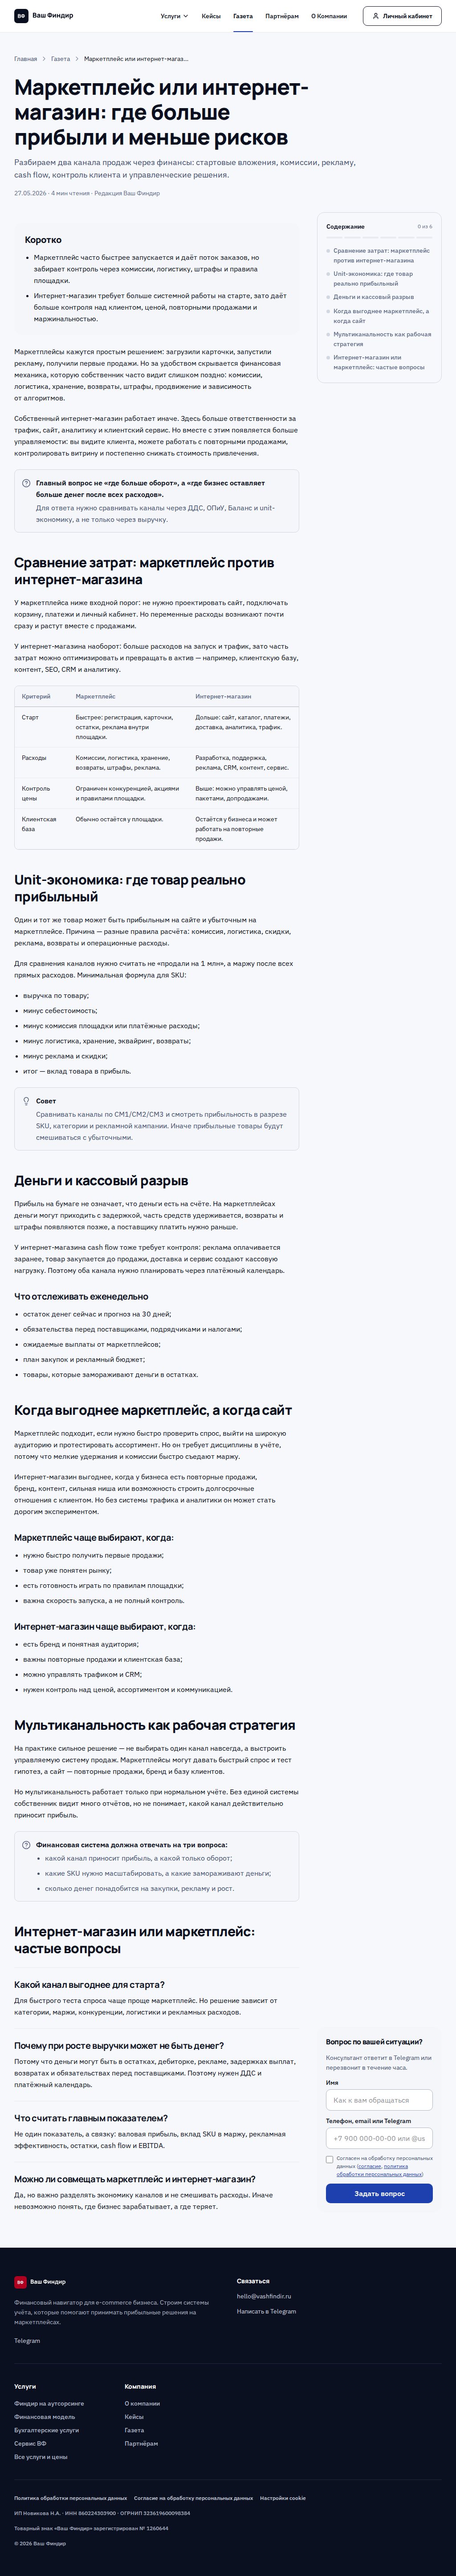 ВФ Ваш Финдир
Услуги Кейсы Газета Партнёрам О Компании Личный кабинет
Главная > Газета > Маркетплейс или интернет-магаз...
Маркетплейс или интернет-
магазин: где больше
прибыли и меньше рисков
Разбираем два канала продаж через финансы: стартовые вложения, комиссии, рекламу,
cash flow, контроль клиента и управленческие решения.
27.05.2026 · 4 мин чтения · Редакция Ваш Финдир
Коротко
• Маркетплейс часто быстрее запускается и даёт поток заказов, но
забирает контроль через комиссии, логистику, штрафы и правила
площадки.
• Интернет-магазин требует больше системной работы на старте, зато даёт
больше контроля над клиентом, ценой, повторными продажами и
маржинальностью.
Маркетплейсы кажутся простым решением: загрузили карточки, запустили
рекламу, получили первые продажи. Но за удобством скрывается финансовая
механика, которую собственник часто видит слишком поздно: комиссии,
логистика, хранение, возвраты, штрафы, продвижение и зависимость
от алгоритмов.
Собственный интернет-магазин работает иначе. Здесь больше ответственности за
трафик, сайт, аналитику и клиентский сервис. Но вместе с этим появляется больше
управляемости: вы видите клиента, можете работать с повторными продажами,
контролировать витрину и постепенно снижать стоимость привлечения.
Главный вопрос не «где больше оборот», а «где бизнес оставляет
больше денег после всех расходов».
Для ответа нужно сравнивать каналы через ДДС, ОПиУ, Баланс и unit-
экономику, а не только через выручку.
Сравнение затрат: маркетплейс против
интернет-магазина
У маркетплейса ниже входной порог: не нужно проектировать сайт, подключать
корзину, платежи и личный кабинет. Но переменные расходы возникают почти
сразу и растут вместе с продажами.
У интернет-магазина наоборот: больше расходов на запуск и трафик, зато часть
затрат можно оптимизировать и превращать в актив — например, клиентскую базу,
контент, SEO, CRM и аналитику.
Критерий Маркетплейс Интернет-магазин
Старт Быстрее: регистрация, карточки, остатки, реклама внутри площадки. Дольше: сайт, каталог, платежи, доставка, аналитика, трафик.
Расходы Комиссии, логистика, хранение, возвраты, штрафы, реклама. Разработка, поддержка, реклама, CRM, контент, сервис.
Контроль цены Ограничен конкуренцией, акциями и правилами площадки. Выше: можно управлять ценой, пакетами, допродажами.
Клиентская база Обычно остаётся у площадки. Остаётся у бизнеса и может работать на повторные продажи.
Unit-экономика: где товар реально
прибыльный
Один и тот же товар может быть прибыльным на сайте и убыточным на
маркетплейсе. Причина — разные правила расчёта: комиссия, логистика, скидки,
реклама, возвраты и операционные расходы.
Для сравнения каналов нужно считать не «продали на 1 млн», а маржу после всех
прямых расходов. Минимальная формула для SKU:
• выручка по товару;
• минус себестоимость;
• минус комиссия площадки или платёжные расходы;
• минус логистика, хранение, эквайринг, возвраты;
• минус реклама и скидки;
• итог — вклад товара в прибыль.
Совет
Сравнивать каналы по CM1/CM2/CM3 и смотреть прибыльность в разрезе
SKU, категории и рекламной кампании. Иначе прибыльные товары будут
смешиваться с убыточными.
Деньги и кассовый разрыв
Прибыль на бумаге не означает, что деньги есть на счёте. На маркетплейсах
деньги могут приходить с задержкой, часть средств удерживается, возвраты и
штрафы появляются позже, а поставщику платить нужно раньше.
У интернет-магазина cash flow тоже требует контроля: реклама оплачивается
заранее, товар закупается до продажи, доставка и сервис создают кассовую
нагрузку. Поэтому оба канала нужно планировать через платёжный календарь.
Что отслеживать еженедельно
• остаток денег сейчас и прогноз на 30 дней;
• обязательства перед поставщиками, подрядчиками и налогами;
• ожидаемые выплаты от маркетплейсов;
• план закупок и рекламный бюджет;
• товары, которые замораживают деньги в остатках.
Когда выгоднее маркетплейс, а когда сайт
Маркетплейс подходит, если нужно быстро проверить спрос, выйти на широкую
аудиторию и протестировать ассортимент. Но он требует дисциплины в учёте,
потому что мелкие удержания и комиссии быстро съедают маржу.
Интернет-магазин выгоднее, когда у бизнеса есть повторные продажи,
бренд, контент, сильная ниша или возможность строить долгосрочные
отношения с клиентом. Но без системы трафика и аналитики он может стать
дорогим экспериментом.
Маркетплейс чаще выбирают, когда:
• нужно быстро получить первые продажи;
• товар уже понятен рынку;
• есть готовность играть по правилам площадки;
• важна скорость запуска, а не полный контроль.
Интернет-магазин чаще выбирают, когда:
• есть бренд и понятная аудитория;
• важны повторные продажи и клиентская база;
• можно управлять трафиком и CRM;
• нужен контроль над ценой, ассортиментом и коммуникацией.
Мультиканальность как рабочая стратегия
На практике сильное решение — не выбирать один канал навсегда, а выстроить
управляемую систему продаж. Маркетплейсы могут давать быстрый спрос и тест
гипотез, а сайт — повторные продажи, бренд и базу клиентов.
Но мультиканальность работает только при нормальном учёте. Без единой системы
собственник видит много отчётов, но не понимает, какой канал действительно
приносит прибыль.
Финансовая система должна отвечать на три вопроса:
• какой канал приносит прибыль, а какой только оборот;
• какие SKU нужно масштабировать, а какие замораживают деньги;
• сколько денег понадобится на закупки, рекламу и рост.
Интернет-магазин или маркетплейс:
частые вопросы
Какой канал выгоднее для старта?
Для быстрого теста спроса чаще проще маркетплейс. Но решение зависит от
категории, маржи, конкуренции, логистики и рекламных расходов.
Почему при росте выручки может не быть денег?
Потому что деньги могут быть в остатках, дебиторке, рекламе, задержках выплат,
возвратах и обязательствах перед поставщиками. Поэтому нужен ДДС и
платёжный календарь.
Что считать главным показателем?
Не один показатель, а связку: валовая прибыль, вклад SKU в маржу, рекламная
эффективность, остатки, cash flow и EBITDA.
Можно ли совмещать маркетплейс и интернет-магазин?
Да, но важно разделять экономику каналов и не смешивать расходы. Иначе
невозможно понять, где бизнес зарабатывает, а где теряет.
Содержание 0 из 6
Сравнение затрат: маркетплейс
против интернет-магазина
Unit-экономика: где товар
реально прибыльный
Деньги и кассовый разрыв
Когда выгоднее маркетплейс, а
когда сайт
Мультиканальность как рабочая
стратегия
Интернет-магазин или
маркетплейс: частые вопросы
Вопрос по вашей ситуации?
Консультант ответит в Telegram или
перезвонит в течение часа.
Имя
Как к вам обращаться
Телефон, email или Telegram
+7 900 000-00-00 или @us
Согласен на обработку персональных
данных (согласие, политика
обработки персональных данных)
Задать вопрос
ВФ Ваш Финдир
Финансовый навигатор для e-commerce бизнеса. Строим системы
учёта, которые помогают принимать прибыльные решения на
маркетплейсах.
Telegram
Связаться
hello@vashfindir.ru
Написать в Telegram
Услуги
Финдир на аутсорсинге
Финансовая модель
Бухгалтерские услуги
Сервис ВФ
Все услуги и цены
Компания
О компании
Кейсы
Газета
Партнёрам
Политика обработки персональных данных Согласие на обработку персональных данных Настройки cookie
ИП Новикова Н.А. · ИНН 860224303900 · ОГРНИП 323619600098384
Товарный знак «Ваш Финдир» зарегистрирован № 1260644
© 2026 Ваш Финдир